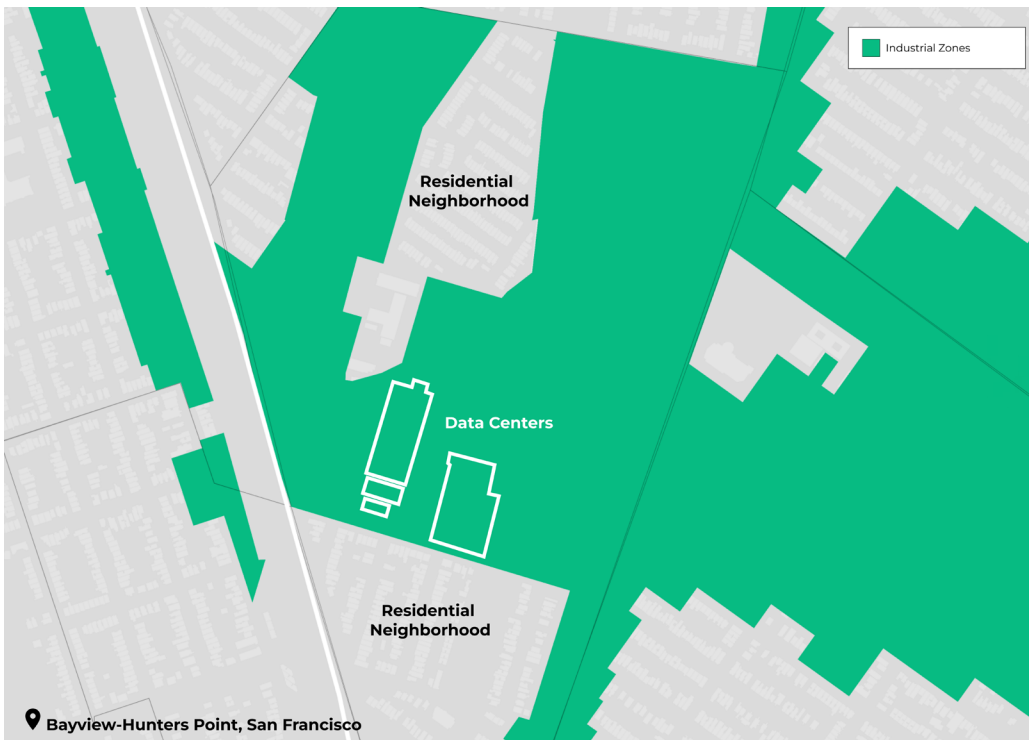 Industrial Zones
Residential
Neighborhood
Data Centers
Residential
Neighborhood
Bayview-Hunters Point, San Francisco